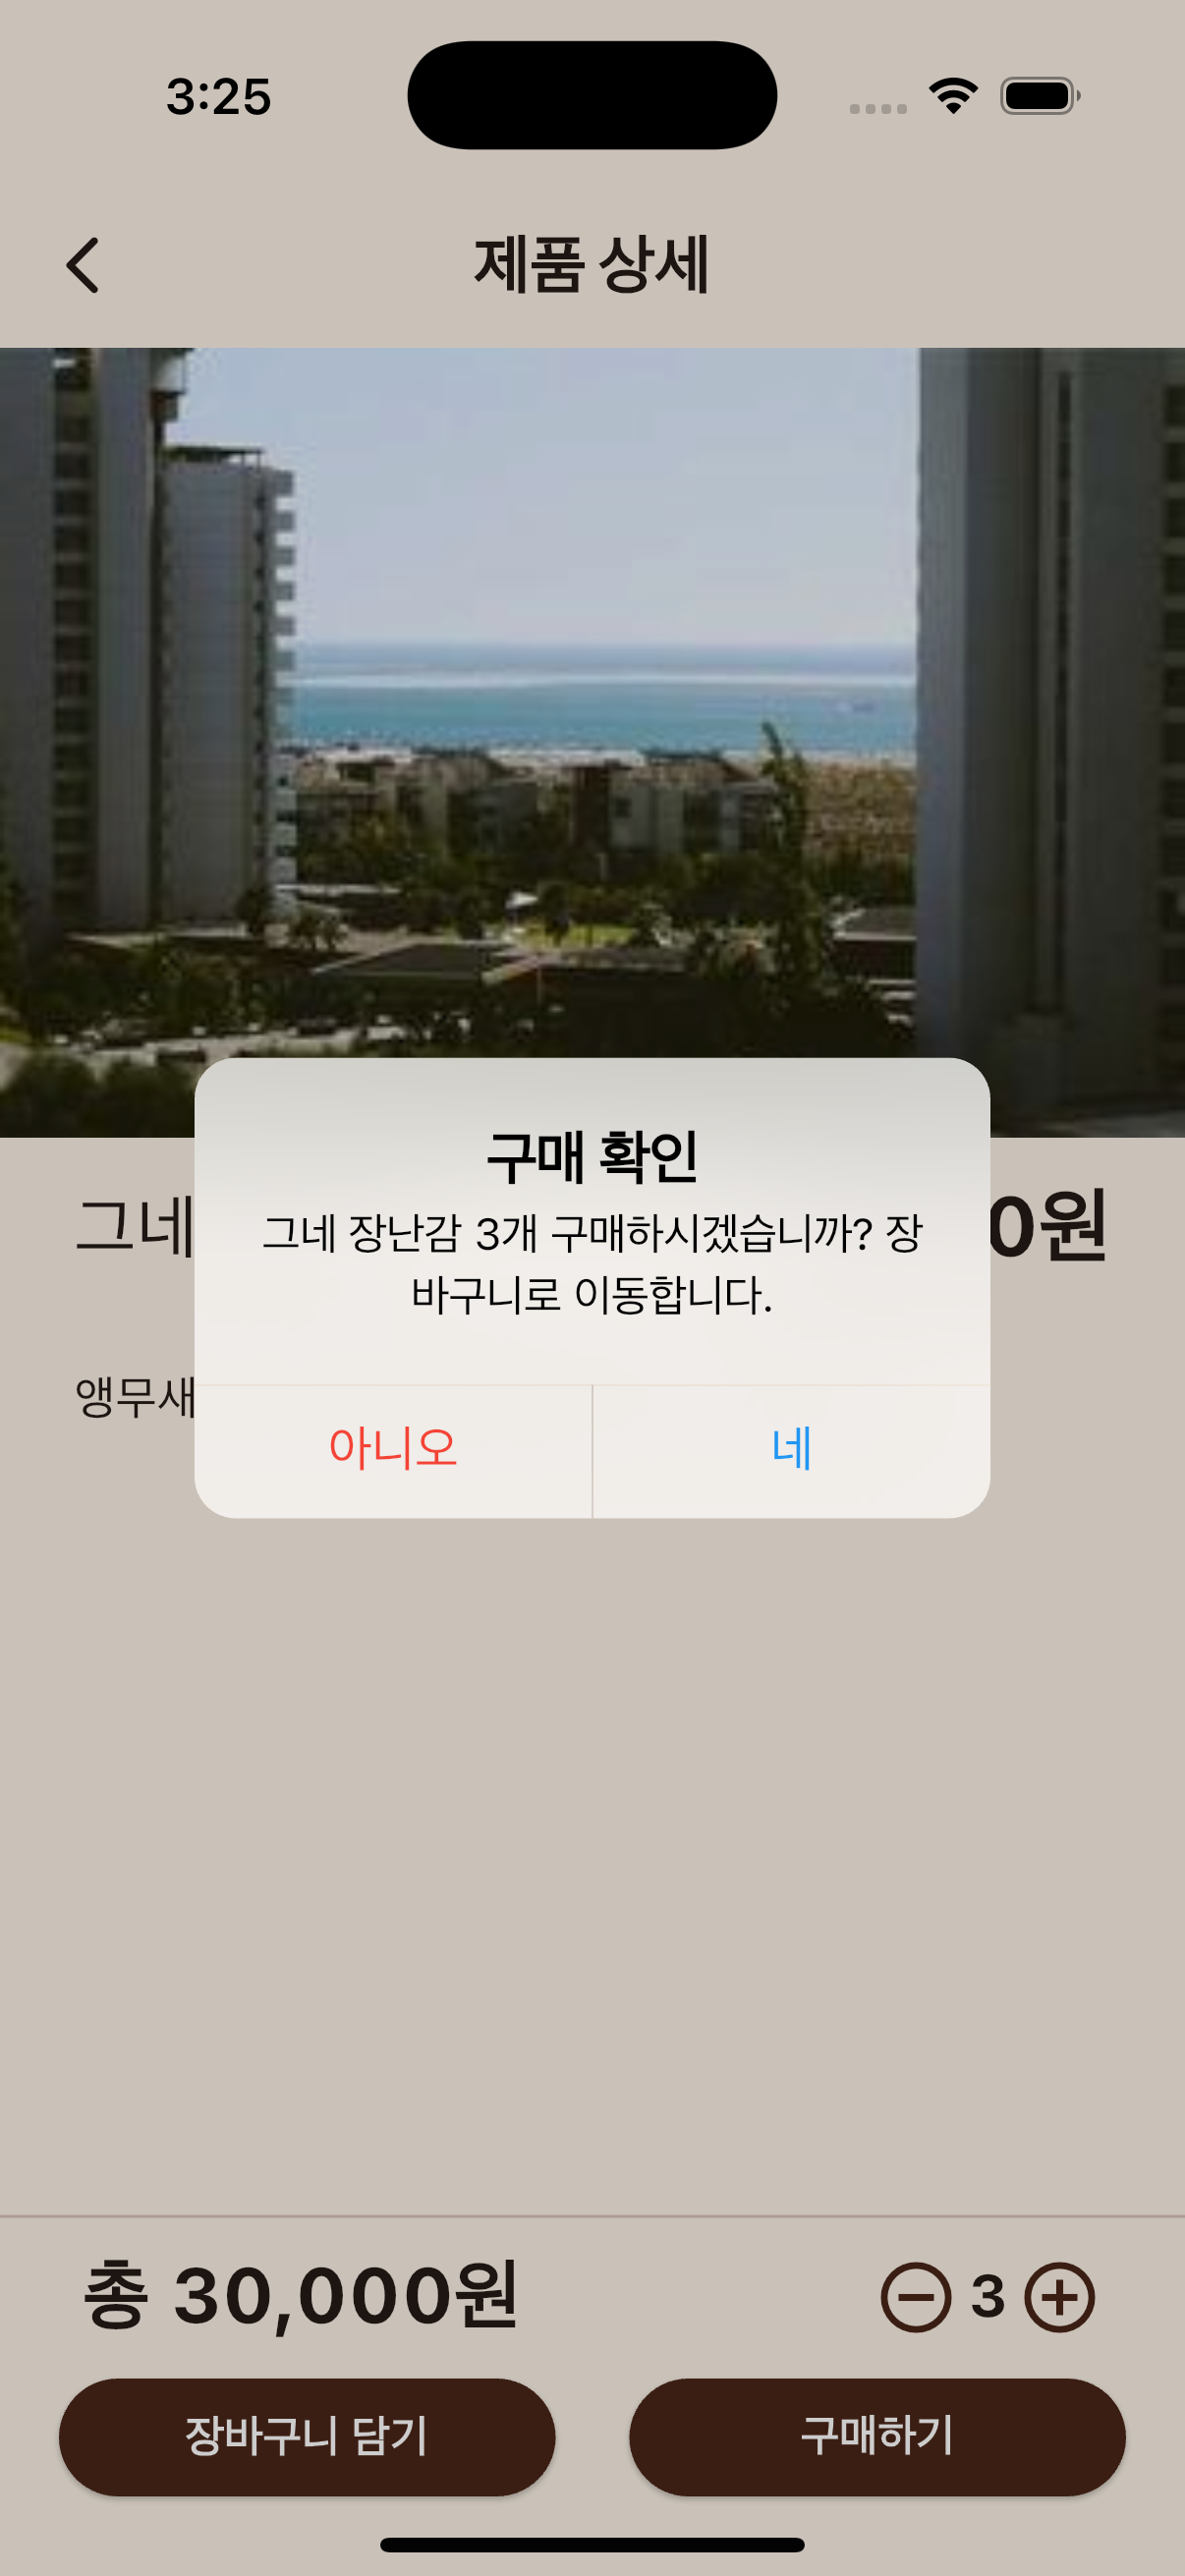 3:25
제품 상세
구매 확인
그네 장난감 3개 구매하시겠습니까? 장
바구니로 이동합니다.
그네 0원
앵무새
아니오 네
총 30,000원 3
장바구니 담기 구매하기